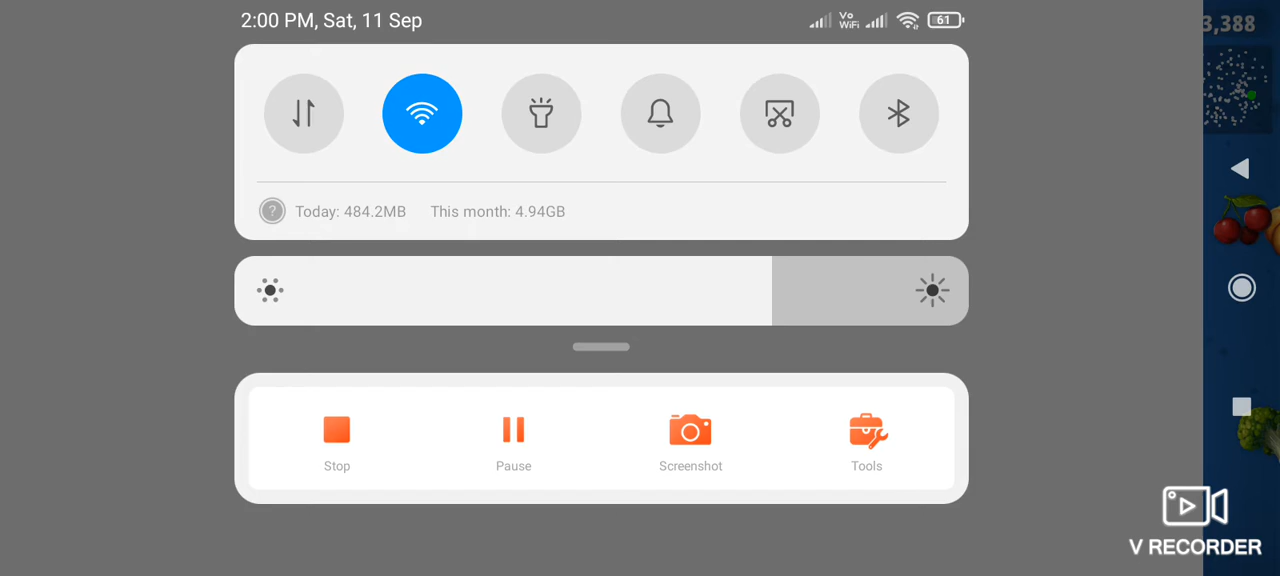 2:00 PM, Sat, 11 Sep
Vo
WiFi
61
3,388
Today: 484.2MB This month: 4.94GB
Stop Pause Screenshot Tools
V RECORDER